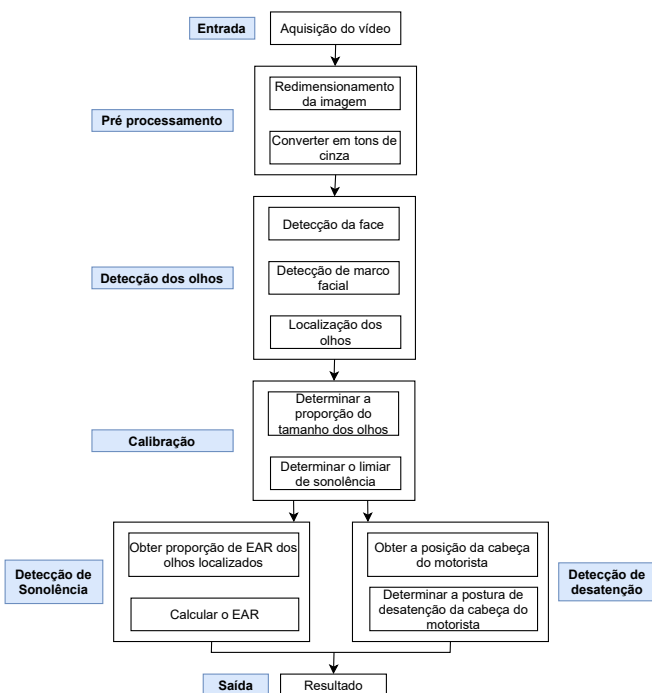 Entrada
Aquisição do vídeo
Redimensionamento
da imagem
Pré processamento
Converter em tons de
cinza
Detecção da face
Detecção dos olhos
Detecção de marco
facial
Localização dos
olhos
Determinar a
proporção do
tamanho dos olhos
Calibração
Determinar o limiar
de sonolência
Detecção de
Sonolência
Obter proporção de EAR dos
olhos localizados
Calcular o EAR
Obter a posição da cabeça
do motorista
Determinar a postura de
desatenção da cabeça do
motorista
Detecção de
desatenção
Saída
Resultado